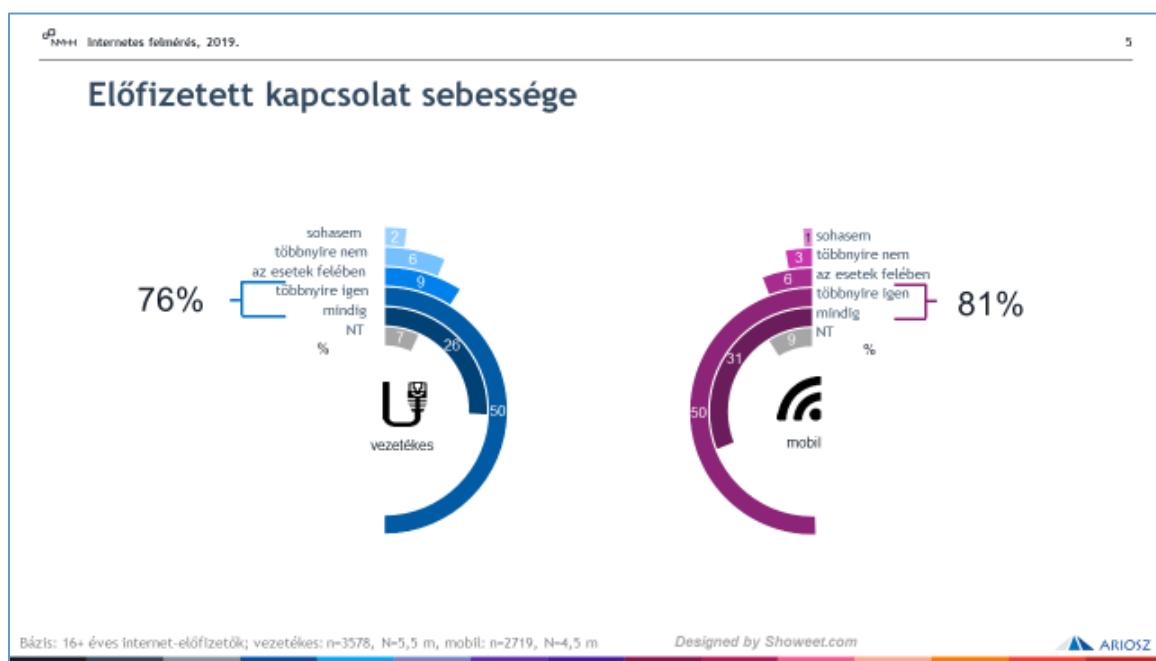 NMHH Internetes felmérés, 2019.
5
Előfizetett kapcsolat sebessége
sohasem
többnyire nem
az esetek felében
többnyire igen
mindig
NT
%
76%
2
6
9
50
26
7
vezetékes
sohasem
többnyire nem
az esetek felében
többnyire igen
mindig
NT
%
81%
1
3
6
50
31
9
mobil
Bázis: 16+ éves internet-előfizetők; vezetékes: n=3578, N=5,5 m, mobil: n=2719, N=4,5 m
Designed by Showeet.com
ARIOSZ